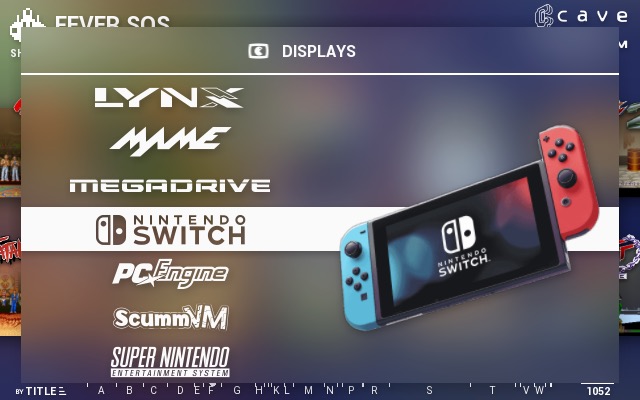 FEVER SOS
cave
DISPLAYS
LYNX
MAME
MEGADRIVE
NINTENDO
SWITCH
NINTENDO
SWITCH
PC Engine
ScummVM
SUPER NINTENDO
ENTERTAINMENT SYSTEM
BY TITLE A B C D E F G H K L M N P R S T V W 1052